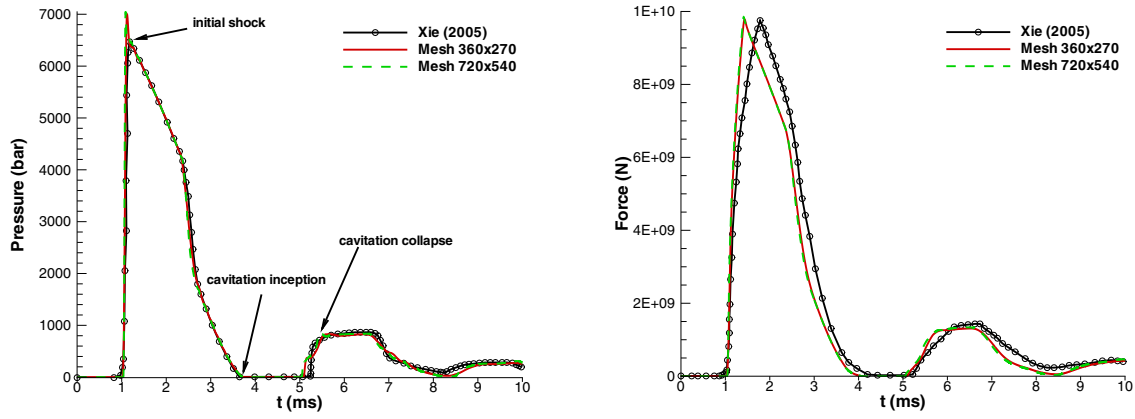 Pressure (bar)
7000
6000
5000
4000
3000
2000
1000
0
initial shock
Xie (2005)
Mesh 360x270
Mesh 720x540
cavitation collapse
cavitation inception
0 1 2 3 4 5 6 7 8 9 10
t (ms)
Force (N)
1E+10
8E+09
6E+09
4E+09
2E+09
0
Xie (2005)
Mesh 360x270
Mesh 720x540
0 1 2 3 4 5 6 7 8 9 10
t (ms)